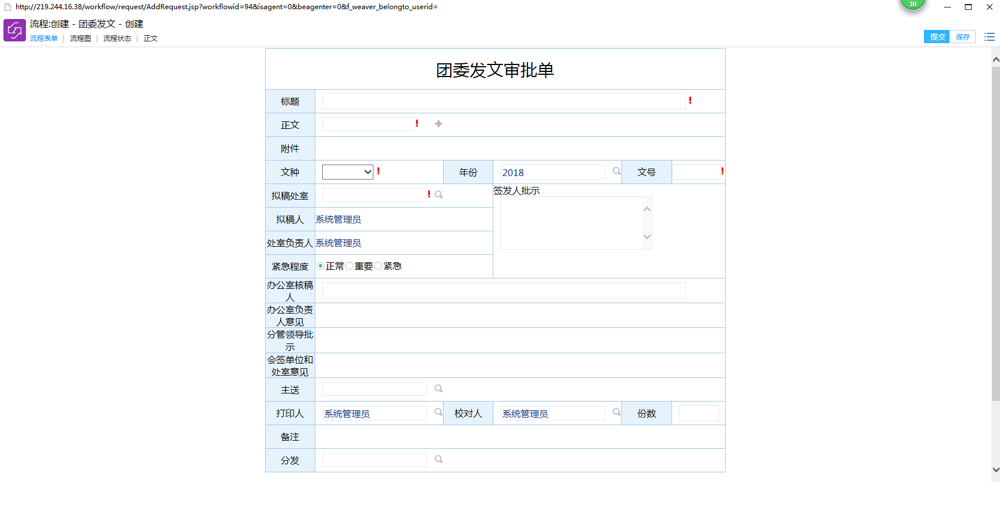 http://219.244.16.38/workflow/request/AddRequest.jsp?workflowid=94&isagent=0&beagenter=0&f_weaver_belongto_userid=
30
流程:创建 - 团委发文 - 创建
流程表单 | 流程图 | 流程状态 | 正文
提交 保存
团委发文审批单
标题 !
正文 !
附件
文种 ! 年份 2018 文号 !
拟稿处室 ! 签发人批示
拟稿人 系统管理员
处室负责人 系统管理员
紧急程度 正常 重要 紧急
办公室核稿
人
办公室负责
人意见
分管领导批
示
会签单位和
处室意见
主送
打印人 系统管理员 校对人 系统管理员 份数
备注
分发